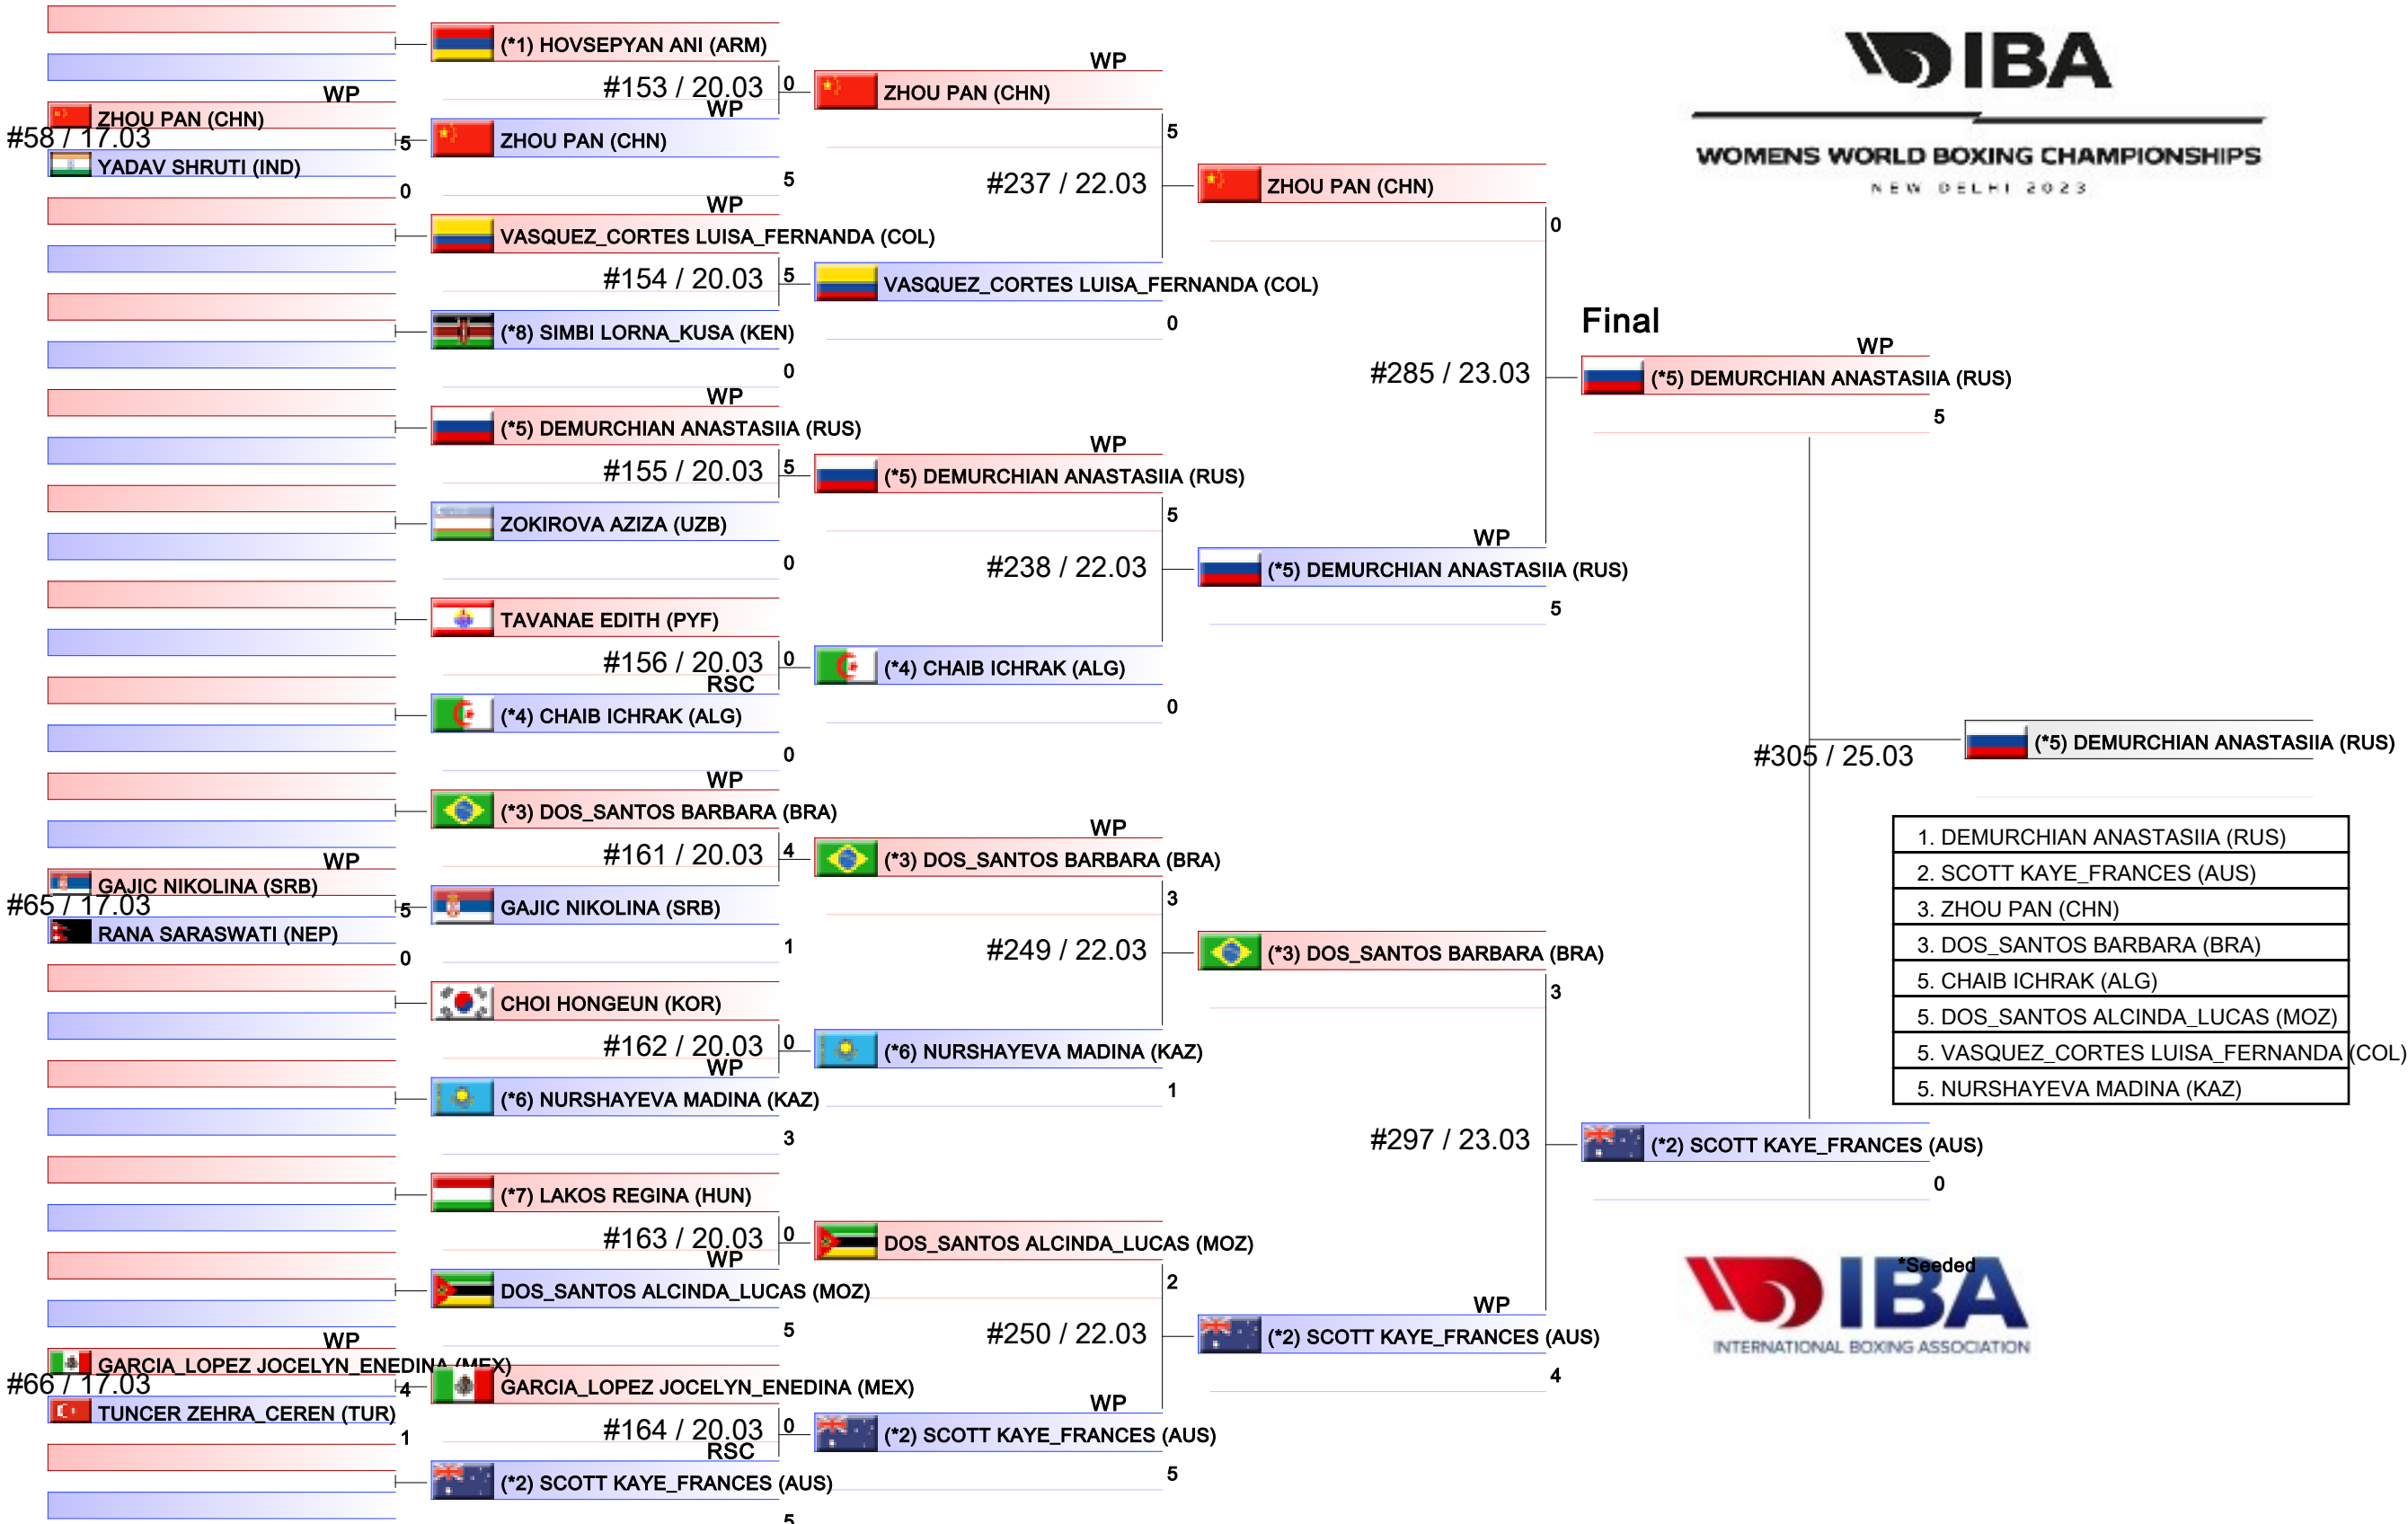 IBA
WOMENS WORLD BOXING CHAMPIONSHIPS
NEW DELHI 2023
WP
ZHOU PAN (CHN)
#58 / 17.03
5
YADAV SHRUTI (IND)
0
WP
GAJIC NIKOLINA (SRB)
#65 / 17.03
5
RANA SARASWATI (NEP)
0
WP
GARCIA_LOPEZ JOCELYN_ENEDINA (MEX)
#66 / 17.03
4
TUNCER ZEHRA_CEREN (TUR)
1
(*1) HOVSEPYAN ANI (ARM)
#153 / 20.03
0
WP
ZHOU PAN (CHN)
5
WP
VASQUEZ_CORTES LUISA_FERNANDA (COL)
#154 / 20.03
5
(*8) SIMBI LORNA_KUSA (KEN)
0
WP
(*5) DEMURCHIAN ANASTASIIA (RUS)
#155 / 20.03
5
ZOKIROVA AZIZA (UZB)
0
TAVANAE EDITH (PYF)
#156 / 20.03
0
RSC
(*4) CHAIB ICHRAK (ALG)
0
WP
(*3) DOS_SANTOS BARBARA (BRA)
#161 / 20.03
4
GAJIC NIKOLINA (SRB)
1
CHOI HONGEUN (KOR)
#162 / 20.03
0
WP
(*6) NURSHAYEVA MADINA (KAZ)
3
(*7) LAKOS REGINA (HUN)
#163 / 20.03
0
WP
DOS_SANTOS ALCINDA_LUCAS (MOZ)
5
GARCIA_LOPEZ JOCELYN_ENEDINA (MEX)
#164 / 20.03
0
RSC
(*2) SCOTT KAYE_FRANCES (AUS)
5
WP
ZHOU PAN (CHN)
5
#237 / 22.03
VASQUEZ_CORTES LUISA_FERNANDA (COL)
0
WP
(*5) DEMURCHIAN ANASTASIIA (RUS)
5
#238 / 22.03
(*4) CHAIB ICHRAK (ALG)
0
WP
(*3) DOS_SANTOS BARBARA (BRA)
3
#249 / 22.03
(*6) NURSHAYEVA MADINA (KAZ)
1
DOS_SANTOS ALCINDA_LUCAS (MOZ)
2
#250 / 22.03
WP
(*2) SCOTT KAYE_FRANCES (AUS)
5
ZHOU PAN (CHN)
0
#285 / 23.03
WP
(*5) DEMURCHIAN ANASTASIIA (RUS)
5
(*3) DOS_SANTOS BARBARA (BRA)
3
#297 / 23.03
WP
(*2) SCOTT KAYE_FRANCES (AUS)
4
Final
WP
(*5) DEMURCHIAN ANASTASIIA (RUS)
5
#305 / 25.03
(*2) SCOTT KAYE_FRANCES (AUS)
0
(*5) DEMURCHIAN ANASTASIIA (RUS)
1. DEMURCHIAN ANASTASIIA (RUS)
2. SCOTT KAYE_FRANCES (AUS)
3. ZHOU PAN (CHN)
3. DOS_SANTOS BARBARA (BRA)
5. CHAIB ICHRAK (ALG)
5. DOS_SANTOS ALCINDA_LUCAS (MOZ)
5. VASQUEZ_CORTES LUISA_FERNANDA (COL)
5. NURSHAYEVA MADINA (KAZ)
*Seeded
IBA
INTERNATIONAL BOXING ASSOCIATION